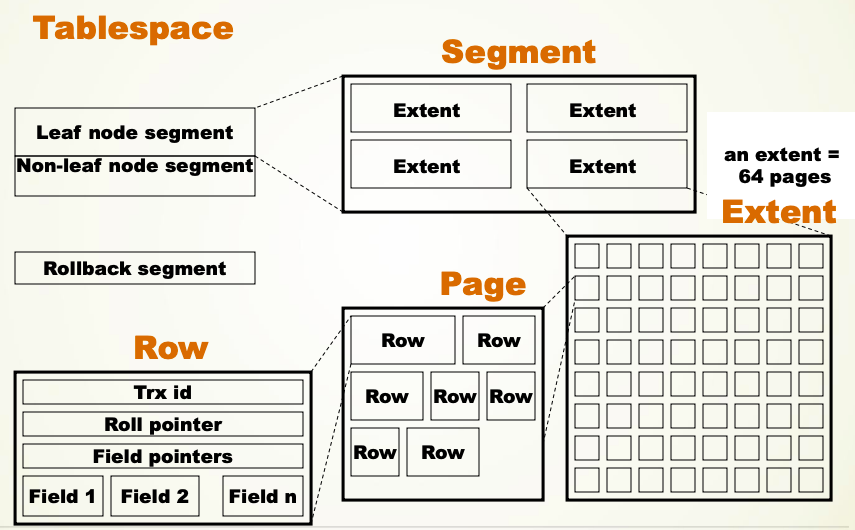 Tablespace
Segment
Leaf node segment
Non-leaf node segment
Extent
Extent
Extent
Extent
an extent =
64 pages
Extent
Rollback segment
Page
Row
Row
Row
Row
Row
Row
Row
Row
Trx id
Roll pointer
Field pointers
Field 1
Field 2
Field n